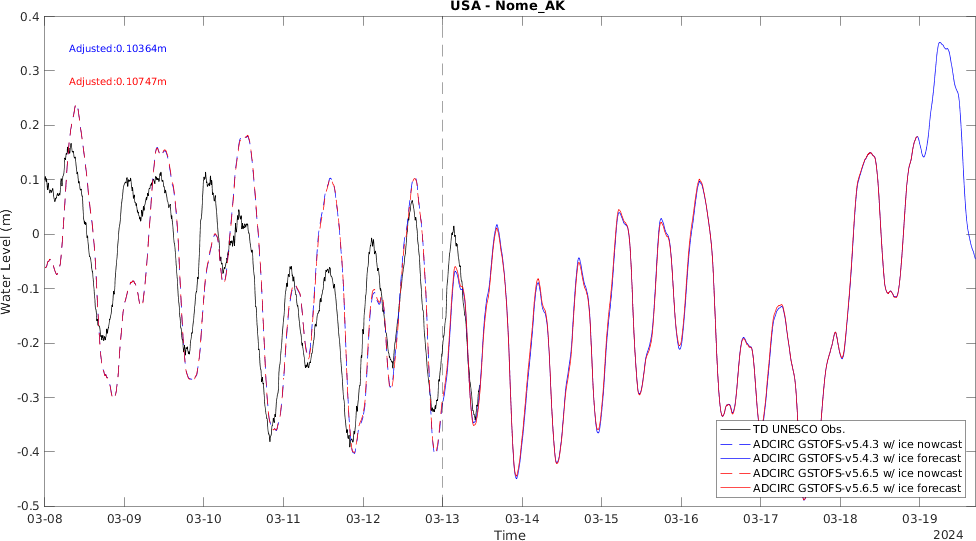 USA - Nome_AK
Adjusted:0.10364m
Adjusted:0.10747m
Water Level (m)
0.4
0.3
0.2
0.1
0
-0.1
-0.2
-0.3
-0.4
-0.5
TD UNESCO Obs.
ADCIRC GSTOFS-v5.4.3 w/ ice nowcast
ADCIRC GSTOFS-v5.4.3 w/ ice forecast
ADCIRC GSTOFS-v5.6.5 w/ ice nowcast
ADCIRC GSTOFS-v5.6.5 w/ ice forecast
03-08 03-09 03-10 03-11 03-12 03-13 03-14 03-15 03-16 03-17 03-18 03-19
Time
2024